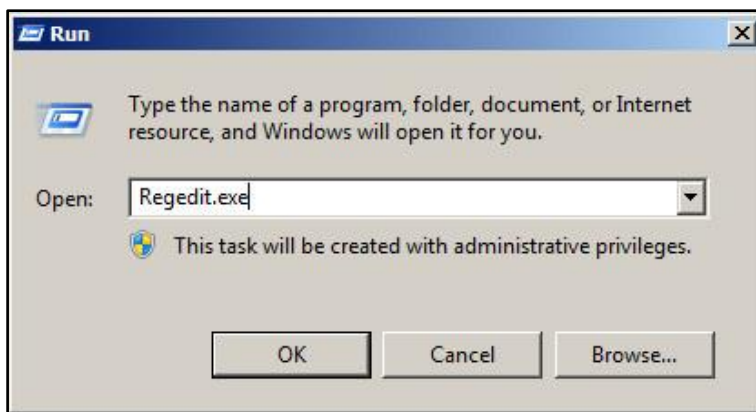 Run
Type the name of a program, folder, document, or Internet
resource, and Windows will open it for you.
Open: Regedit.exe
This task will be created with administrative privileges.
OK Cancel Browse...